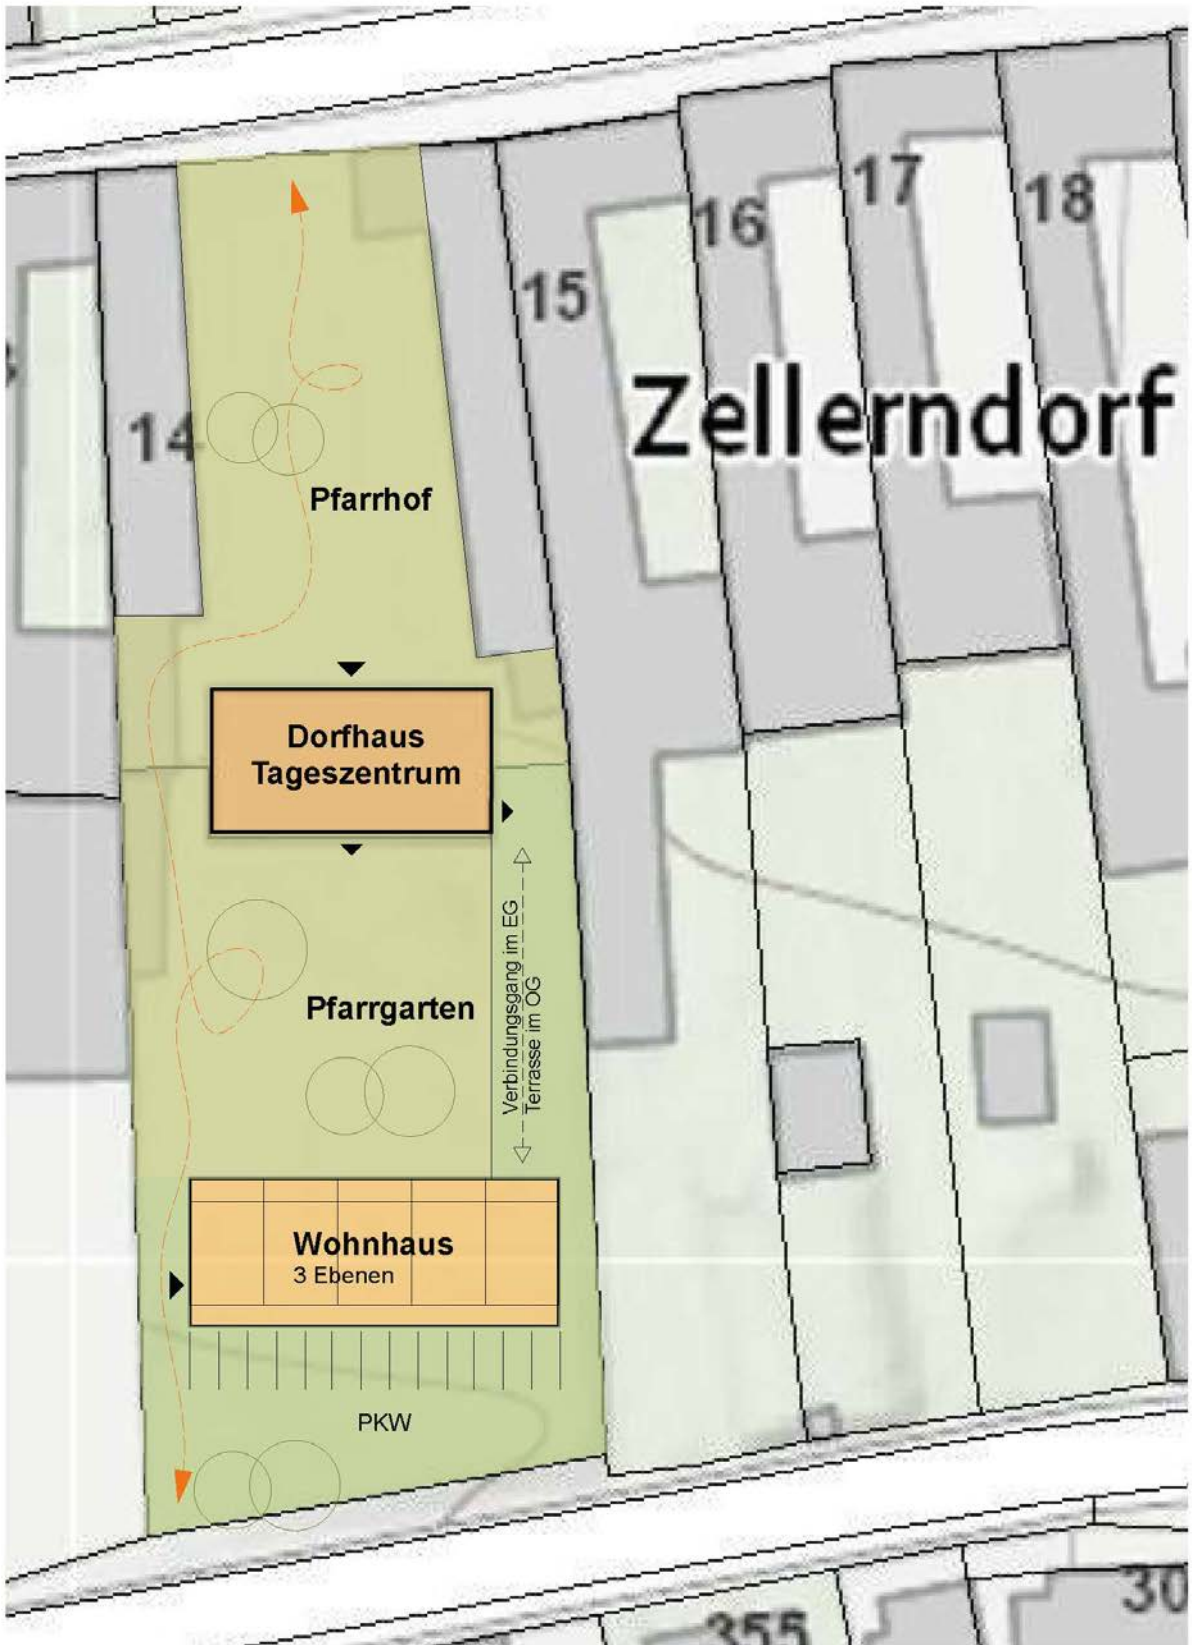 17
18
16
15
Zellerndorf
14
Pfarrhof
Dorfhaus
Tageszentrum
Verbindungsgang im EG
Terrasse im OG
Pfarrgarten
Wohnhaus
3 Ebenen
PKW
30
355